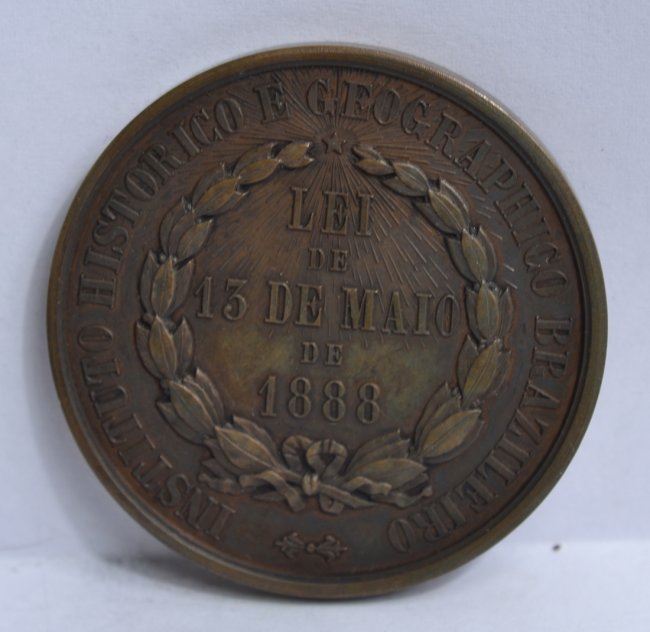 INSTITUTO HISTORICO E GEOGRAPHICO BRAZILEIRO
LEI
DE
13 DE MAIO
DE
1888